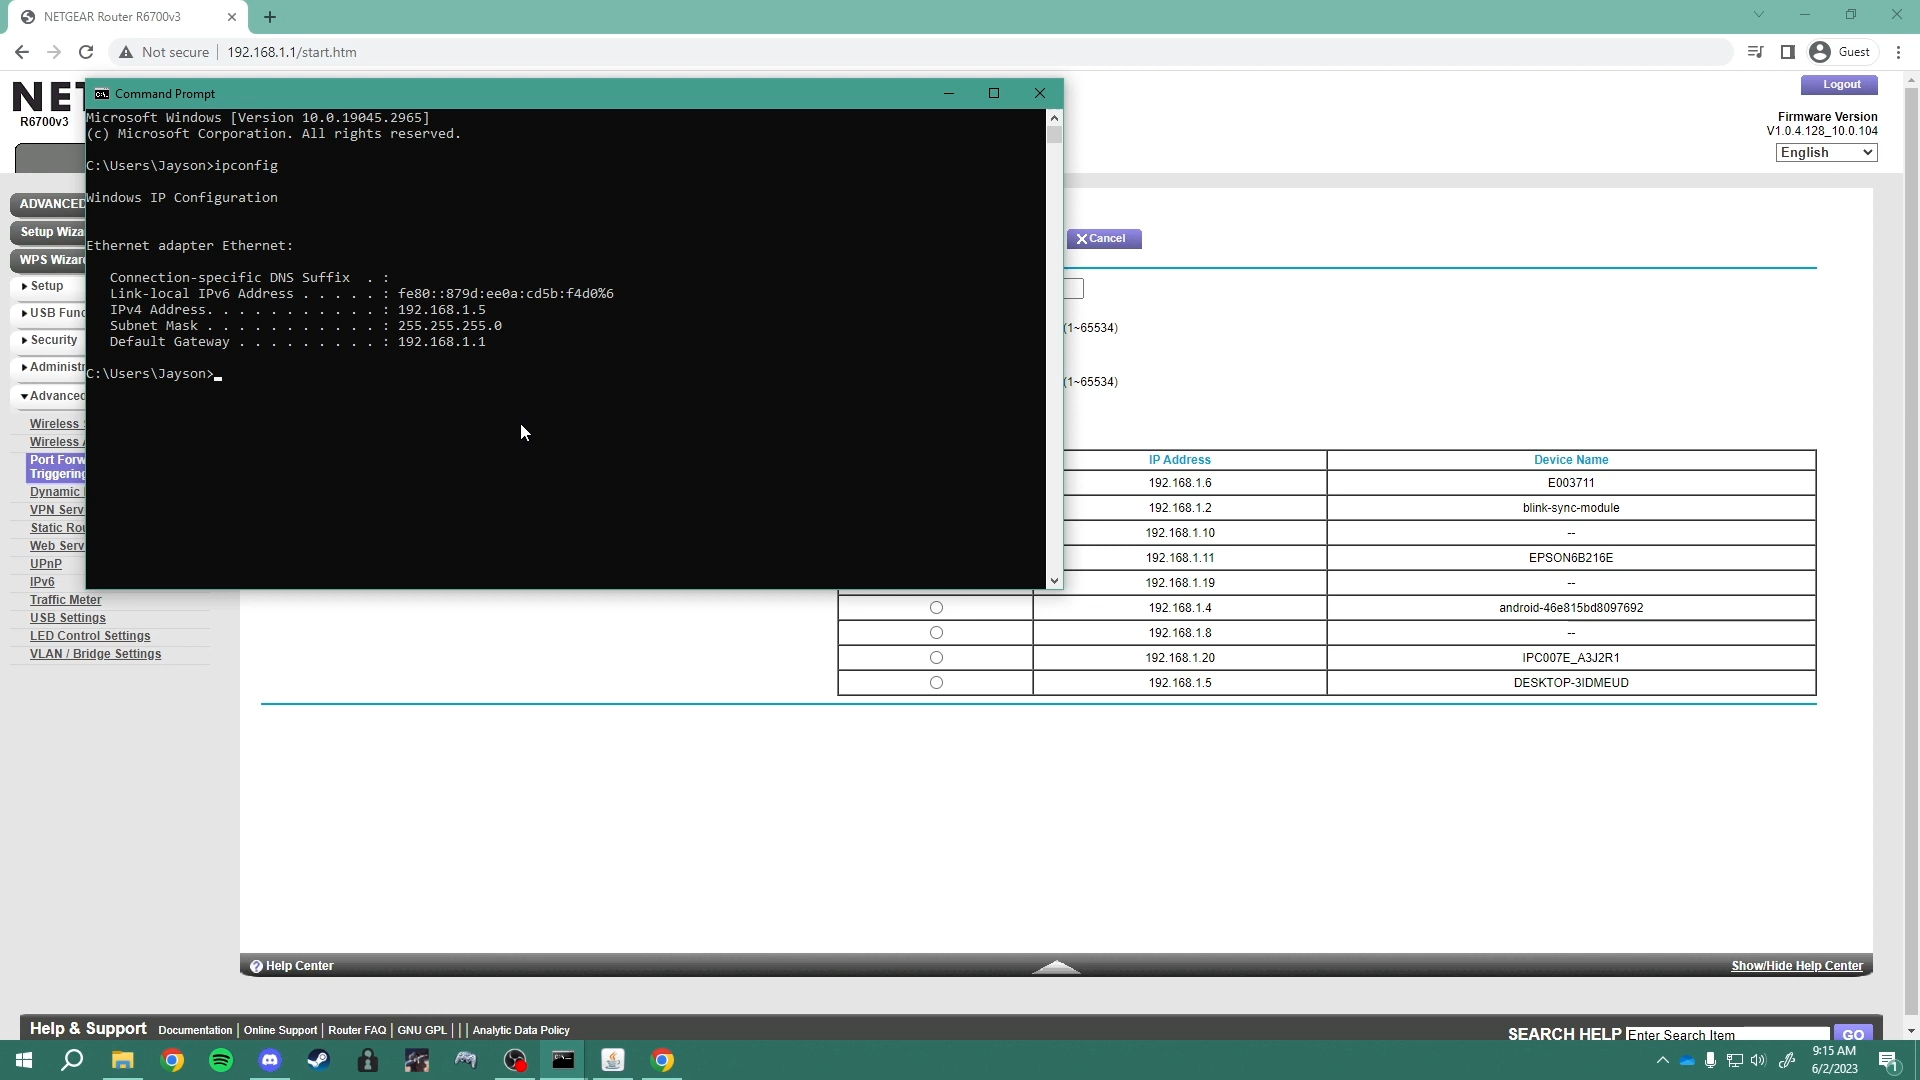 NETGEAR Router R6700v3
Not secure
192.168.1.1/start.htm
Guest
R6700v3
Logout
Firmware Version
V1.0.4.128_10.0.104
English
Command Prompt
Microsoft Windows [Version 10.0.19045.2965]
(c) Microsoft Corporation. All rights reserved.
C:\Users\Jayson>ipconfig
Windows IP Configuration
Ethernet adapter Ethernet:
Connection-specific DNS Suffix  . :
Link-local IPv6 Address . . . . . : fe80::879d:ee0a:cd5b:f4d0%6
IPv4 Address. . . . . . . . . . . : 192.168.1.5
Subnet Mask . . . . . . . . . . . : 255.255.255.0
Default Gateway . . . . . . . . . : 192.168.1.1
C:\Users\Jayson>
ADVANCED
Setup Wiza
WPS Wizar
Setup
USB Func
Security
Administr
Advanced
Wireless
Wireless
Port Forw
Triggering
Dynamic
VPN Serv
Static Rou
Web Serv
UPnP
IPv6
Traffic Meter
USB Settings
LED Control Settings
VLAN / Bridge Settings
Cancel
(1~65534)
(1~65534)
IP Address Device Name
192.168.1.6 E003711
192.168.1.2 blink-sync-module
192.168.1.10 --
192.168.1.11 EPSON6B216E
192.168.1.19 --
192.168.1.4 android-46e815bd8097692
192.168.1.8 --
192.168.1.20 IPC007E_A3J2R1
192.168.1.5 DESKTOP-3IDMEUD
Help Center
Show/Hide Help Center
Help & Support Documentation | Online Support | Router FAQ | GNU GPL | | | Analytic Data Policy
SEARCH HELP Enter Search Item GO
9:15 AM
6/2/2023
1